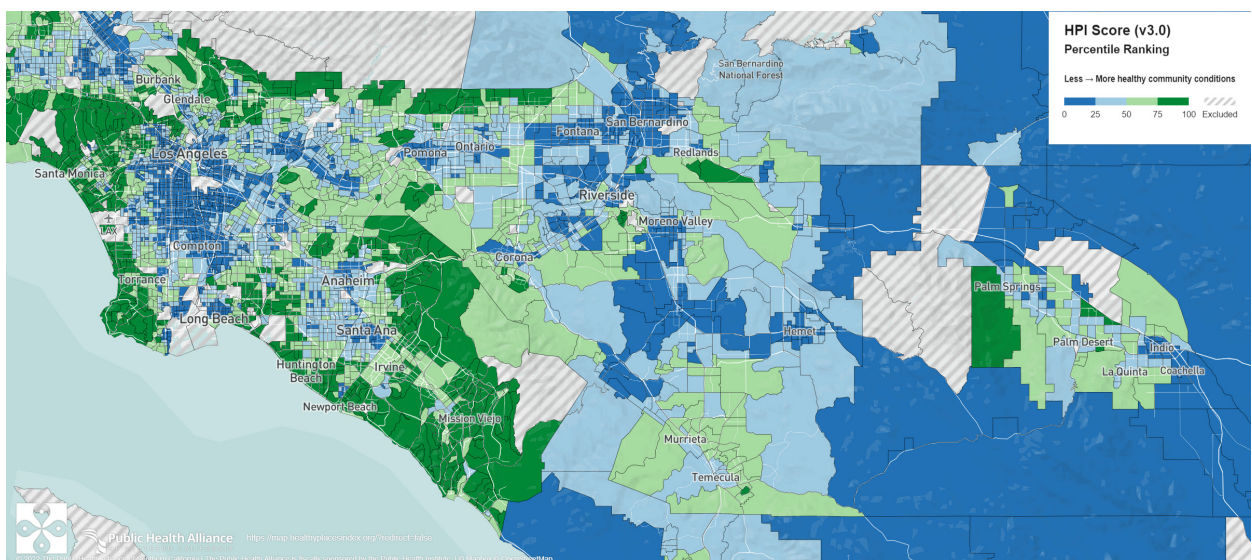 HPI Score (v3.0)
Percentile Ranking
Less → More healthy community conditions
0 25 50 75 100 Excluded
San Bernardino
National Forest
Burbank
Glendale
Fontana
San Bernardino
Los Angeles
Pomona
Ontario
Redlands
Santa Monica
Riverside
Moreno Valley
LAX
Compton
Corona
Torrance
Anaheim
Palm Springs
Long Beach
Santa Ana
Hemet
Palm Desert
Indio
Huntington
Beach
Irvine
La Quinta
Coachella
Newport Beach
Mission Viejo
Murrieta
Temecula
Public Health Alliance
https://map.healthyplacesindex.org/?redirect=false